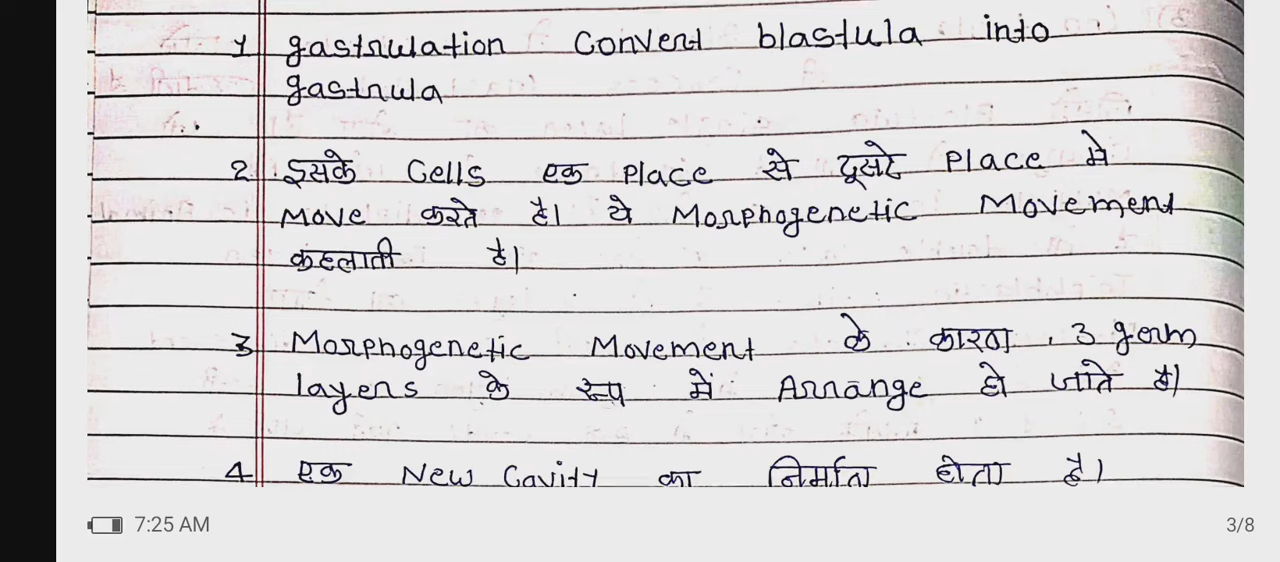 1 gastrulation Convert blastula into
gastrula
2 इसके Cells एक Place से दूसरे Place मे
Move करते है। ये Morphogenetic Movement
कहलाती है।
3 Morphogenetic Movement के कारण 3 germ
layers के रूप में Arrange हो जाते है।
4 एक New Cavity का निर्माण होता है।
7:25 AM 3/8